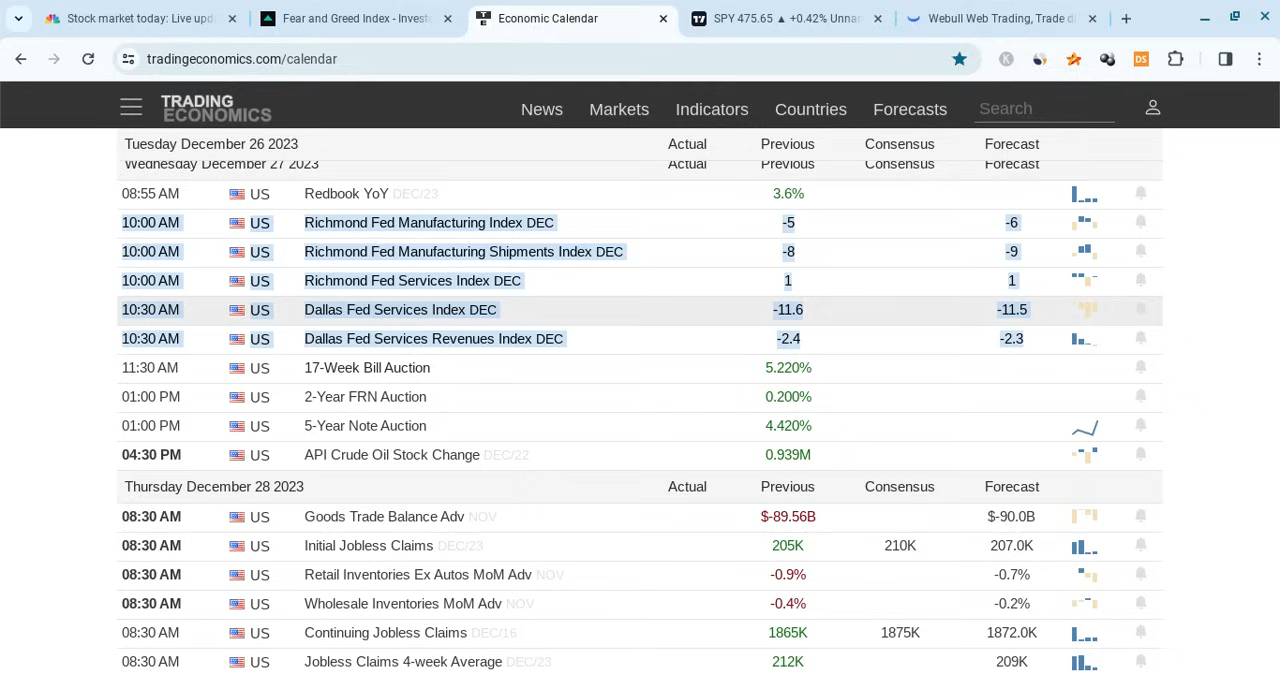 Stock market today: Live upd
Fear and Greed Index - Investo
Economic Calendar
SPY 475.65 ▲ +0.42% Unna
Webull Web Trading, Trade di
tradingeconomics.com/calendar
K
DS
TRADING
ECONOMICS
News Markets Indicators Countries Forecasts Search
Tuesday December 26 2023 Actual Previous Consensus Forecast
Wednesday December 27 2023 Actual Previous Consensus Forecast
08:55 AM US Redbook YoY DEC/23 3.6%
10:00 AM US Richmond Fed Manufacturing Index DEC -5 -6
10:00 AM US Richmond Fed Manufacturing Shipments Index DEC -8 -9
10:00 AM US Richmond Fed Services Index DEC 1 1
10:30 AM US Dallas Fed Services Index DEC -11.6 -11.5
10:30 AM US Dallas Fed Services Revenues Index DEC -2.4 -2.3
11:30 AM US 17-Week Bill Auction 5.220%
01:00 PM US 2-Year FRN Auction 0.200%
01:00 PM US 5-Year Note Auction 4.420%
04:30 PM US API Crude Oil Stock Change DEC/22 0.939M
Thursday December 28 2023 Actual Previous Consensus Forecast
08:30 AM US Goods Trade Balance Adv NOV $-89.56B $-90.0B
08:30 AM US Initial Jobless Claims DEC/23 205K 210K 207.0K
08:30 AM US Retail Inventories Ex Autos MoM Adv NOV -0.9% -0.7%
08:30 AM US Wholesale Inventories MoM Adv NOV -0.4% -0.2%
08:30 AM US Continuing Jobless Claims DEC/16 1865K 1875K 1872.0K
08:30 AM US Jobless Claims 4-week Average DEC/23 212K 209K